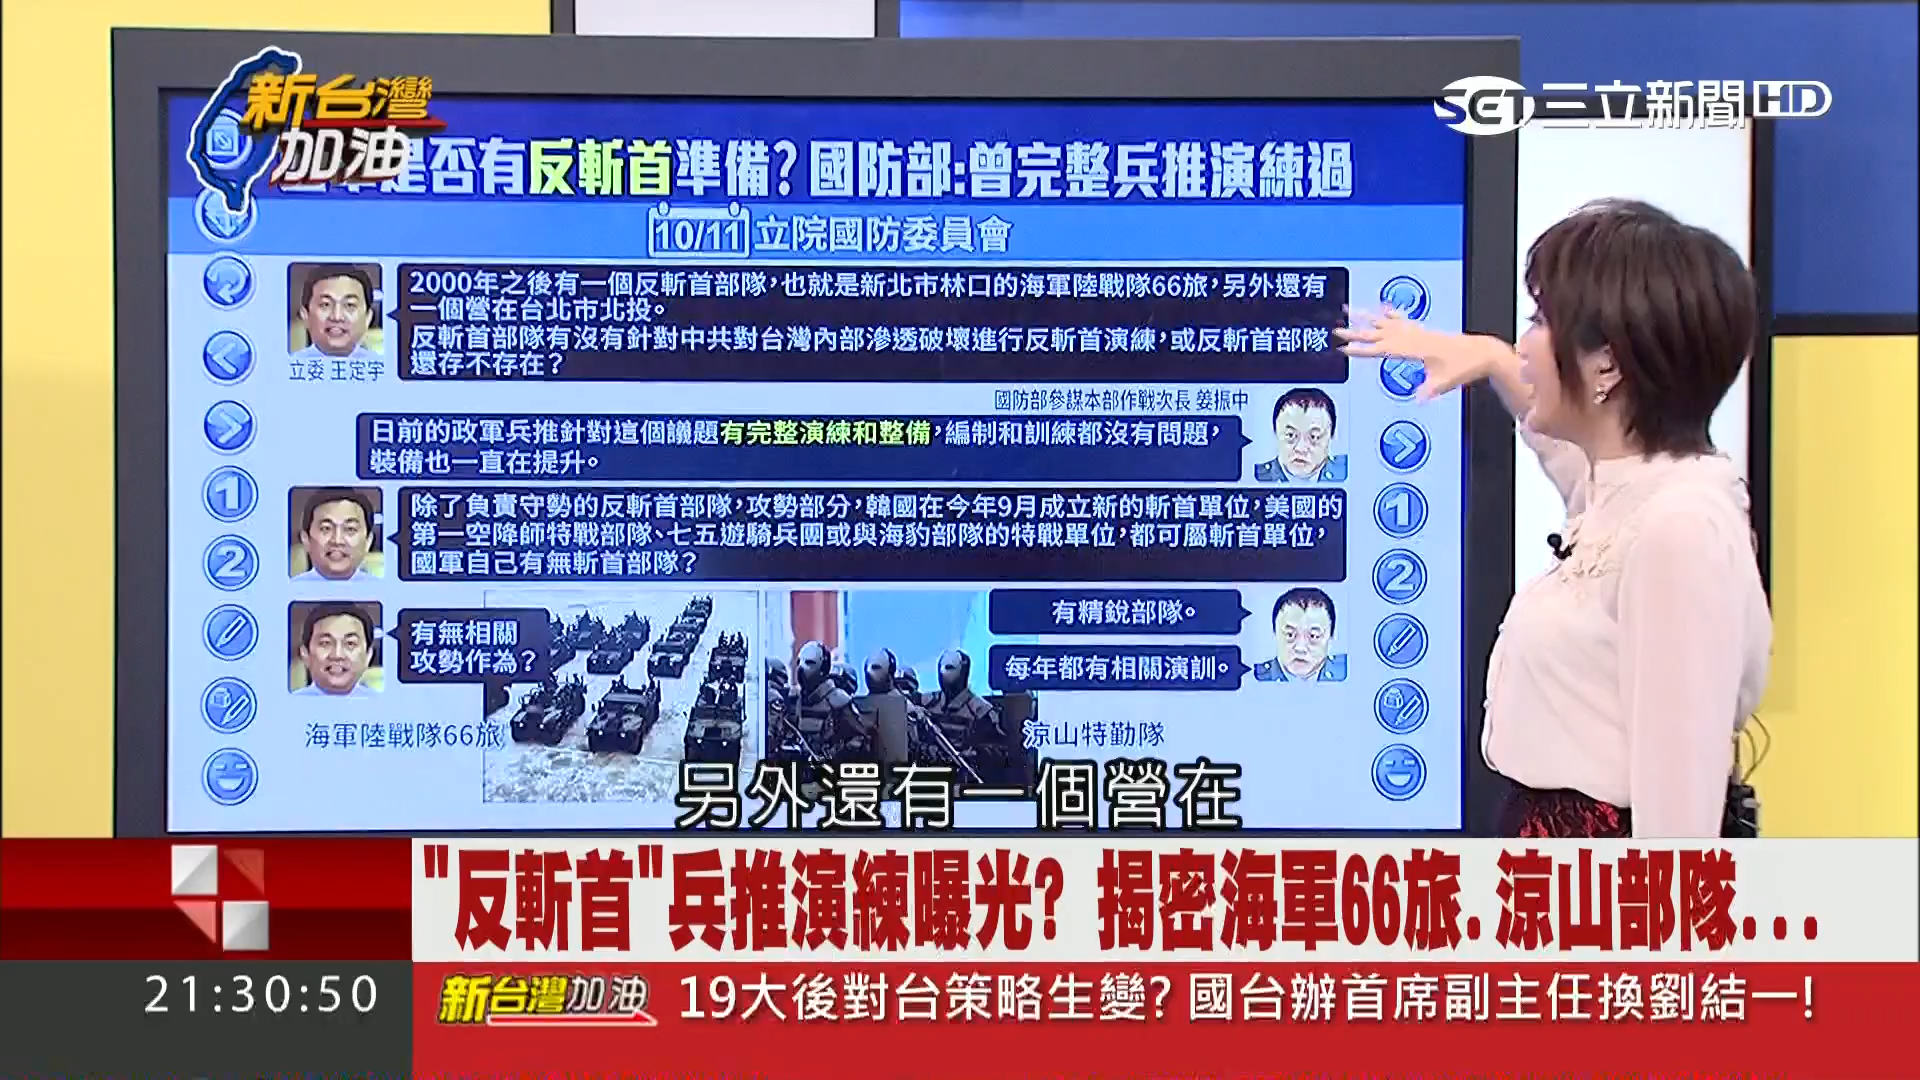 新台灣
加油
SET三立新聞HD
是否有反斬首準備?國防部:曾完整兵推演練過
10/11 立院國防委員會
2000年之後有一個反斬首部隊,也就是新北市林口的海軍陸戰隊66旅,另外還有
一個營在台北市北投。
反斬首部隊有沒有針對中共對台灣內部滲透破壞進行反斬首演練,或反斬首部隊
還存不存在?
立委 王定宇
國防部參謀本部作戰次長 姜振中
日前的政軍兵推針對這個議題有完整演練和整備,編制和訓練都沒有問題,
裝備也一直在提升。
除了負責守勢的反斬首部隊,攻勢部分,韓國在今年9月成立新的斬首單位,美國的
第一空降師特戰部隊、七五遊騎兵團或與海豹部隊的特戰單位,都可屬斬首單位,
國軍自己有無斬首部隊?
有精銳部隊。
有無相關
攻勢作為?
每年都有相關演訓。
海軍陸戰隊66旅
涼山特勤隊
另外還有一個營在
"反斬首"兵推演練曝光? 揭密海軍66旅.涼山部隊...
21:30:50
新台灣加油
19大後對台策略生變?國台辦首席副主任換劉結一!